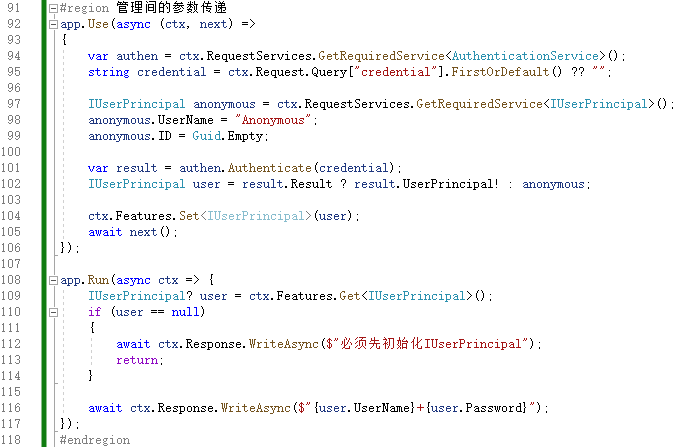 91 #region 管理间的参数传递
92 app.Use(async (ctx, next) =>
93 {
94 var authen = ctx.RequestServices.GetRequiredService<AuthenticationService>();
95 string credential = ctx.Request.Query["credential"].FirstOrDefault() ?? "";
96
97 IUserPrincipal anonymous = ctx.RequestServices.GetRequiredService<IUserPrincipal>();
98 anonymous.UserName = "Anonymous";
99 anonymous.ID = Guid.Empty;
100
101 var result = authen.Authenticate(credential);
102 IUserPrincipal user = result.Result ? result.UserPrincipal! : anonymous;
103
104 ctx.Features.Set<IUserPrincipal>(user);
105 await next();
106 });
107
108 app.Run(async ctx => {
109 IUserPrincipal? user = ctx.Features.Get<IUserPrincipal>();
110 if (user == null)
111 {
112 await ctx.Response.WriteAsync($"必须先初始化IUserPrincipal");
113 return;
114 }
115
116 await ctx.Response.WriteAsync($"{user.UserName}+{user.Password}");
117 });
118 #endregion